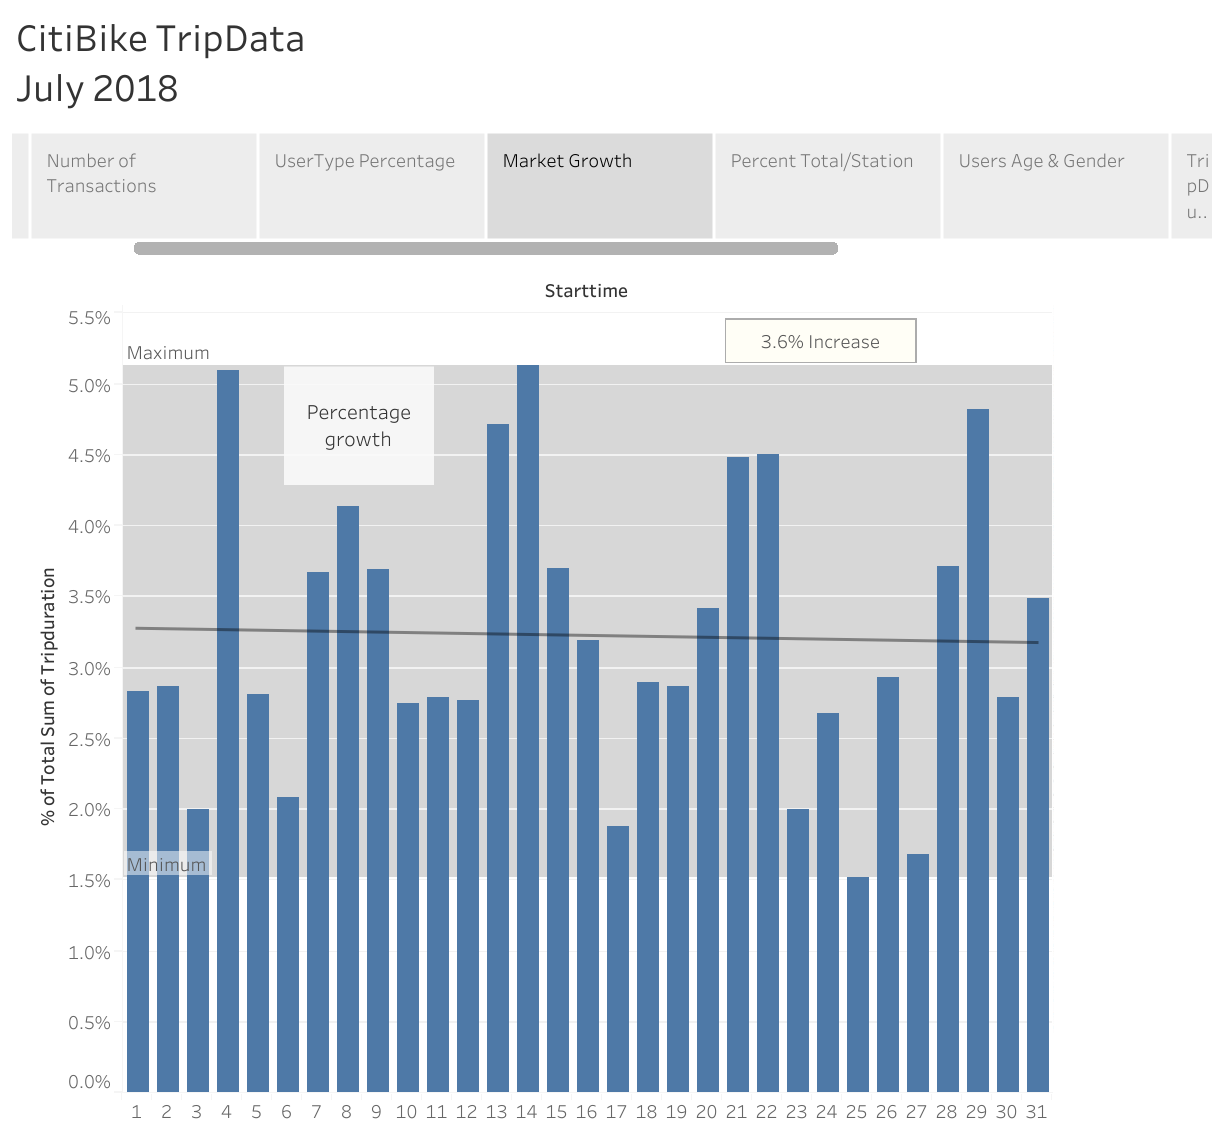 CitiBike TripData
July 2018
Number of
Transactions
UserType Percentage
Market Growth
Percent Total/Station
Users Age & Gender
Tri
pD
u..
Starttime
5.5%
3.6% Increase
Maximum
5.0%
Percentage
growth
4.5%
4.0%
3.5%
3.0%
2.5%
2.0%
Minimum
1.5%
1.0%
0.5%
0.0%
% of Total Sum of Tripduration
1 2 3 4 5 6 7 8 9 10 11 12 13 14 15 16 17 18 19 20 21 22 23 24 25 26 27 28 29 30 31